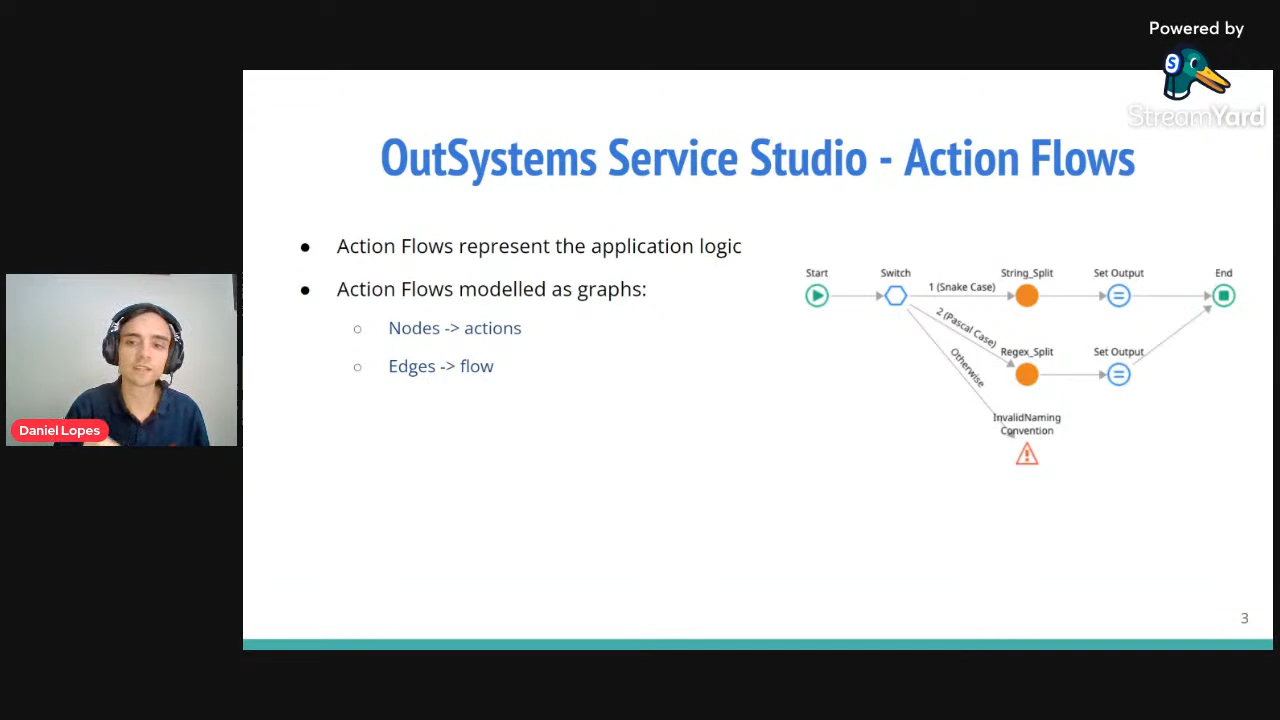 Powered by
StreamYard
OutSystems Service Studio - Action Flows
● Action Flows represent the application logic
● Action Flows modelled as graphs:
○ Nodes -> actions
○ Edges -> flow
Start
Switch
String_Split
Set Output
End
1 (Snake Case)
2 (Pascal Case)
Otherwise
Regex_Split
Set Output
InvalidNaming
Convention
Daniel Lopes
3